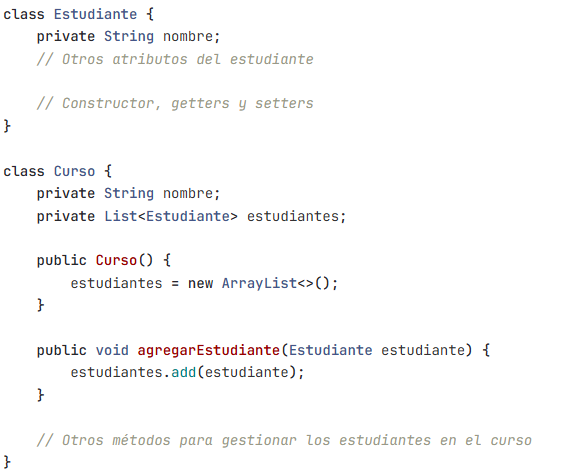 class Estudiante {
    private String nombre;
    // Otros atributos del estudiante
    // Constructor, getters y setters
}
class Curso {
    private String nombre;
    private List<Estudiante> estudiantes;
    public Curso() {
        estudiantes = new ArrayList<>();
    }
    public void agregarEstudiante(Estudiante estudiante) {
        estudiantes.add(estudiante);
    }
    // Otros métodos para gestionar los estudiantes en el curso
}